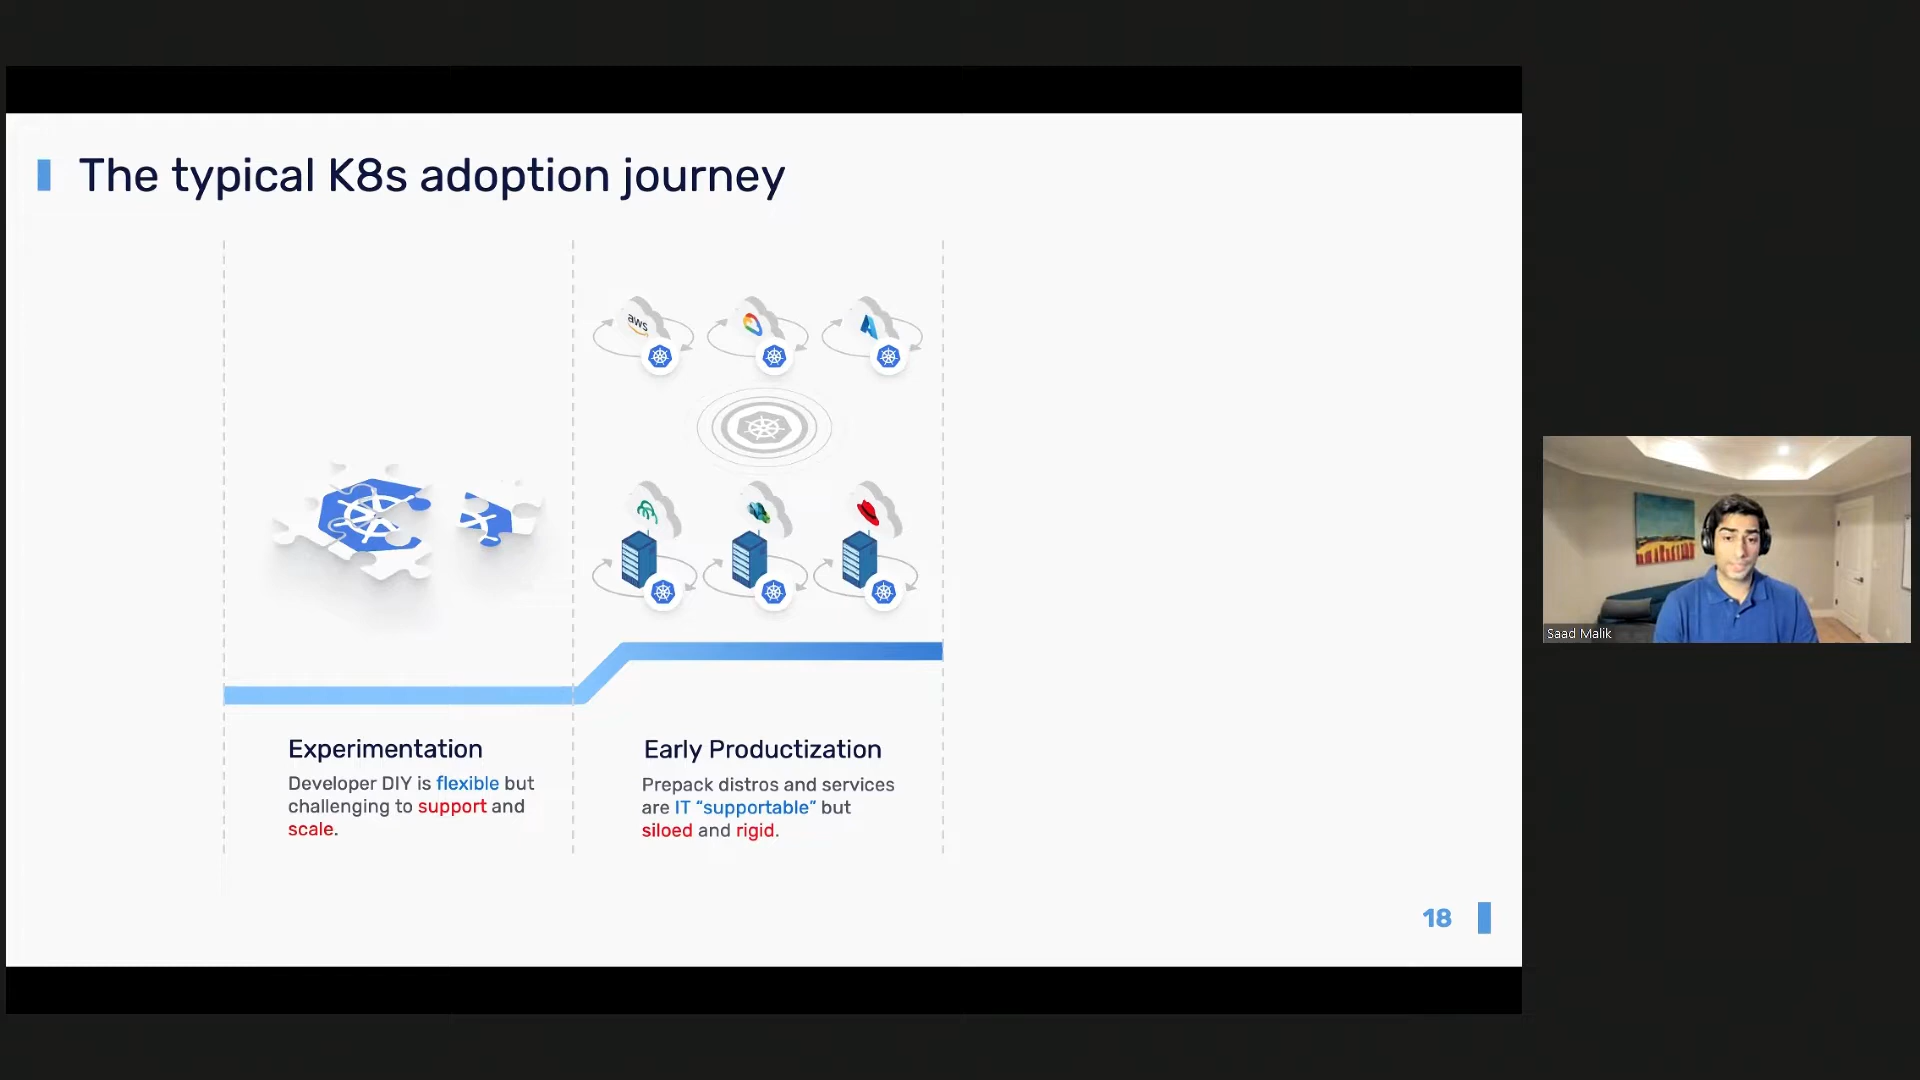 The typical K8s adoption journey
aws
Experimentation
Developer DIY is flexible but
challenging to support and
scale.
Early Productization
Prepack distros and services
are IT “supportable” but
siloed and rigid.
18
Saad Malik